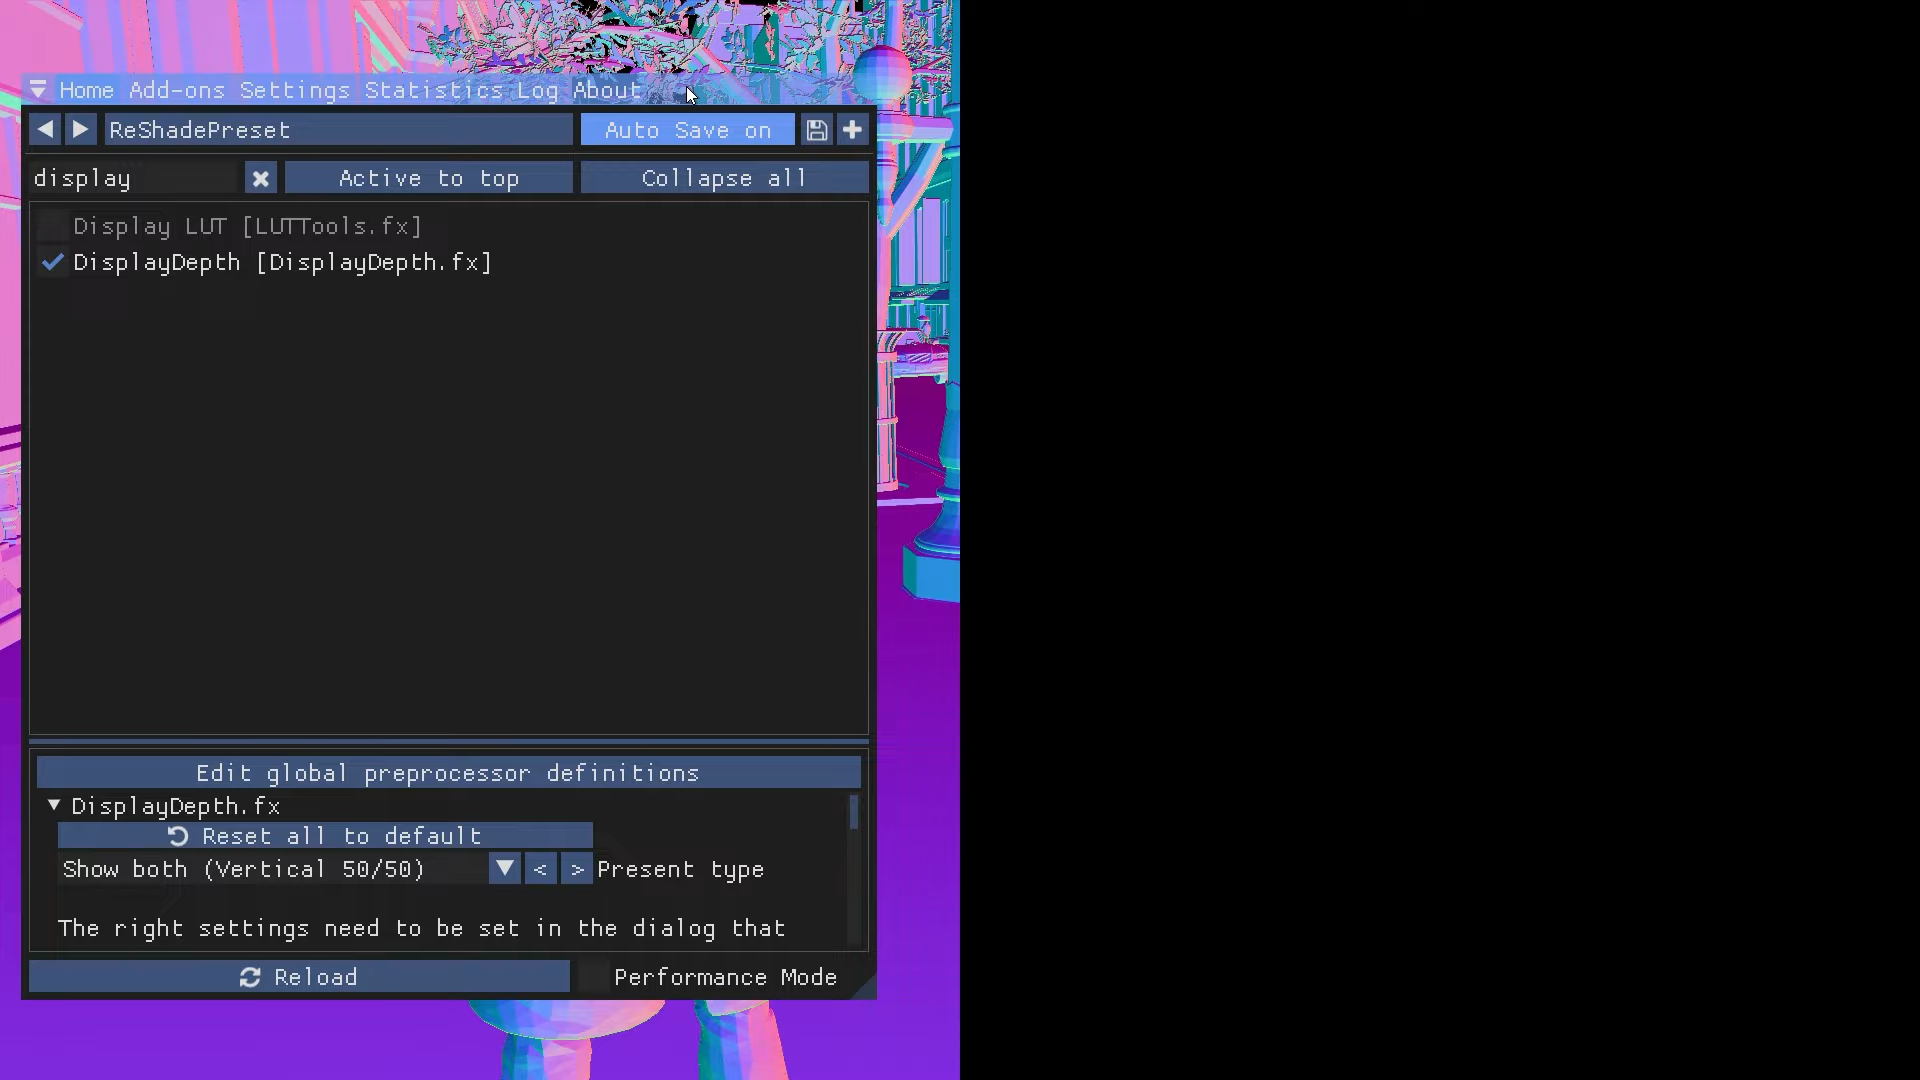 Home Add-ons Settings Statistics Log About
ReShadePreset Auto Save on
display Active to top Collapse all
Display LUT [LUTTools.fx]
DisplayDepth [DisplayDepth.fx]
Edit global preprocessor definitions
DisplayDepth.fx
Reset all to default
Show both (Vertical 50/50) < > Present type
The right settings need to be set in the dialog that
Reload Performance Mode